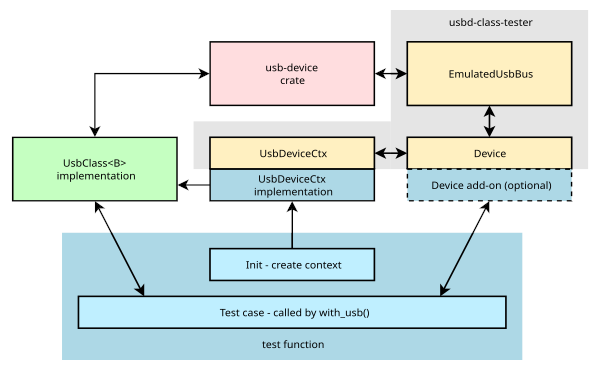 usbd-class-tester
usb-device
crate
EmulatedUsbBus
UsbClass<B>
implementation
UsbDeviceCtx
Device
UsbDeviceCtx
implementation
Device add-on (optional)
Init - create context
Test case - called by with_usb()
test function